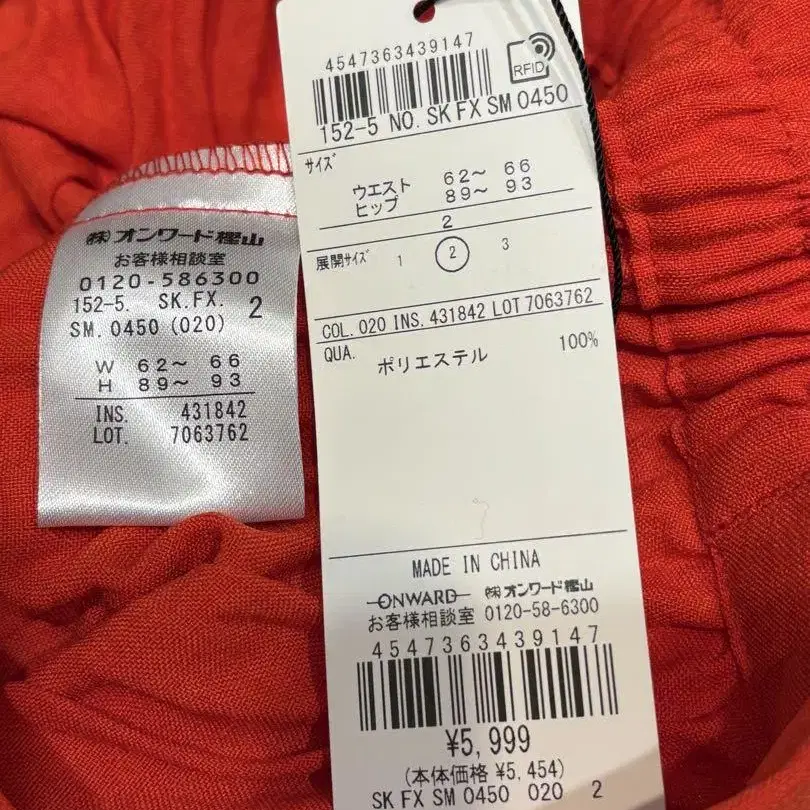 ㈱オンワード樫山
お客様相談室
0120-586300
152-5. SK.FX. 2
SM.0450(020)
W 62〜 66
H 89〜 93
INS. 431842
LOT. 7063762
4547363439147
RFID
152-5 NO. SK FX SM 0450
サイズ
ウエスト 62〜 66
ヒップ 89〜 93
2
展開サイズ 1 2 3
COL. 020 INS. 431842 LOT 7063762
QUA.
ポリエステル 100%
MADE IN CHINA
ONWARD ㈱オンワード樫山
お客様相談室 0120-58-6300
4547363439147
¥5,999
(本体価格 ¥5,454)
SK FX SM 0450 020 2